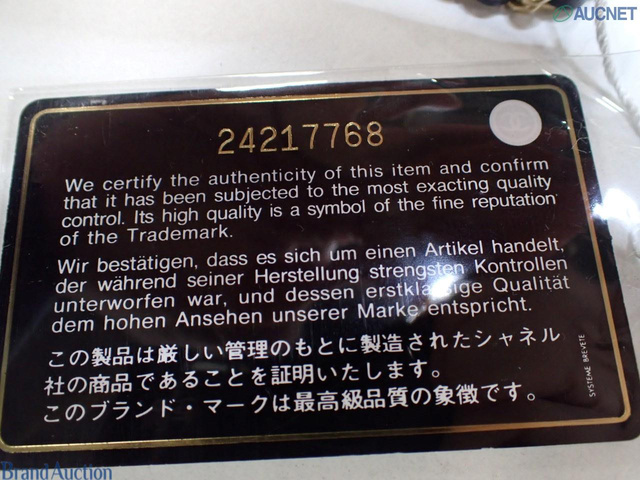 AUCNET
24217768
We certify the authenticity of this item and confirm
that it has been subjected to the most exacting quality
control. Its high quality is a symbol of the fine reputation
of the Trademark.
Wir bestätigen, dass es sich um einen Artikel handelt,
der während seiner Herstellung strengsten Kontrollen
unterworfen war, und dessen erstklassige Qualität
dem hohen Ansehen unserer Marke entspricht.
この製品は厳しい管理のもとに製造されたシャネル
社の商品であることを証明いたします。
このブランド・マークは最高級品質の象徴です。
SYSTEME BREVETE
Brand Auction